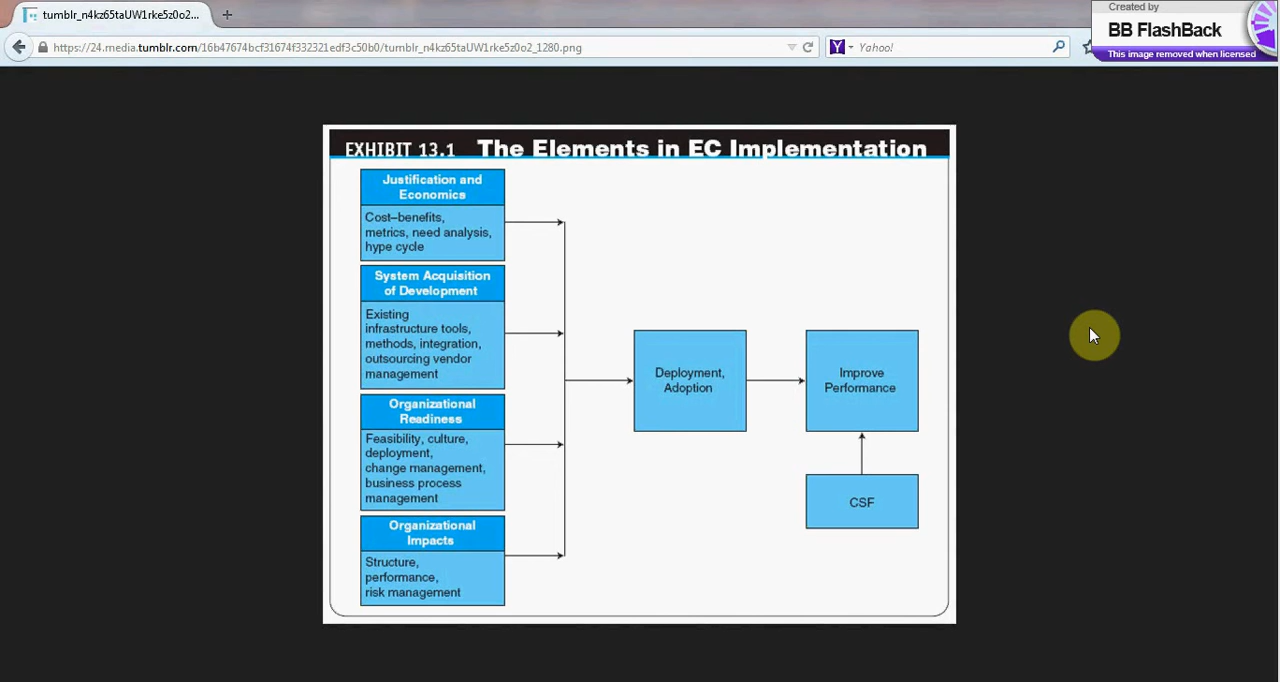 tumblr_n4kz65taUW1rke5z0o2...
Created by
BB FlashBack
This image removed when licensed
https://24.media.tumblr.com/16b47674bcf31674f332321edf3c50b0/tumblr_n4kz65taUW1rke5z0o2_1280.png
Yahoo!
EXHIBIT 13.1 The Elements in EC Implementation
Justification and
Economics
Cost–benefits,
metrics, need analysis,
hype cycle
System Acquisition
of Development
Existing
infrastructure tools,
methods, integration,
outsourcing vendor
management
Organizational
Readiness
Feasibility, culture,
deployment,
change management,
business process
management
Organizational
Impacts
Structure,
performance,
risk management
Deployment,
Adoption
Improve
Performance
CSF